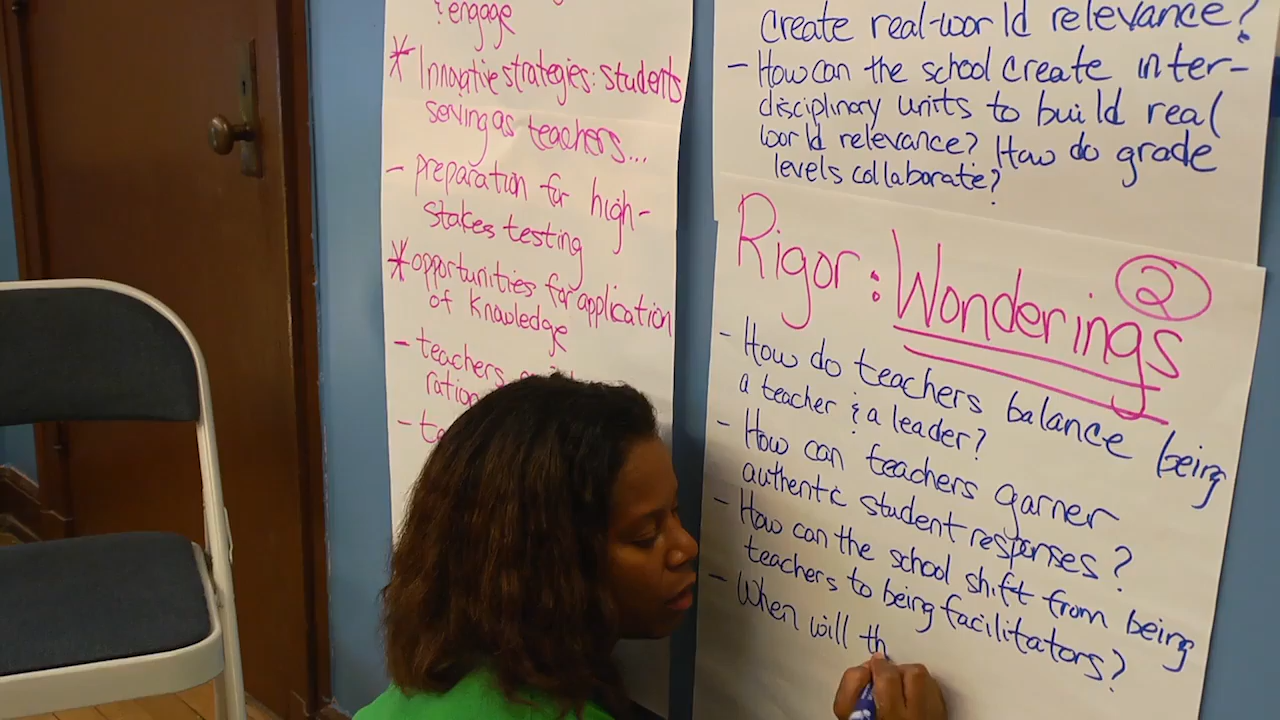 & engage
* Innovative strategies: students
serving as teachers...
- preparation for high-
stakes testing
* opportunities for application
of knowledge
- teachers
ration
- te
create real-world relevance?
- How can the school create inter-
disciplinary units to build real
world relevance? How do grade
levels collaborate?
Rigor: Wonderings 2
- How do teachers balance being
a teacher & a leader?
- How can teachers garner
authentic student responses?
- How can the school shift from being
teachers to being facilitators?
- When will th